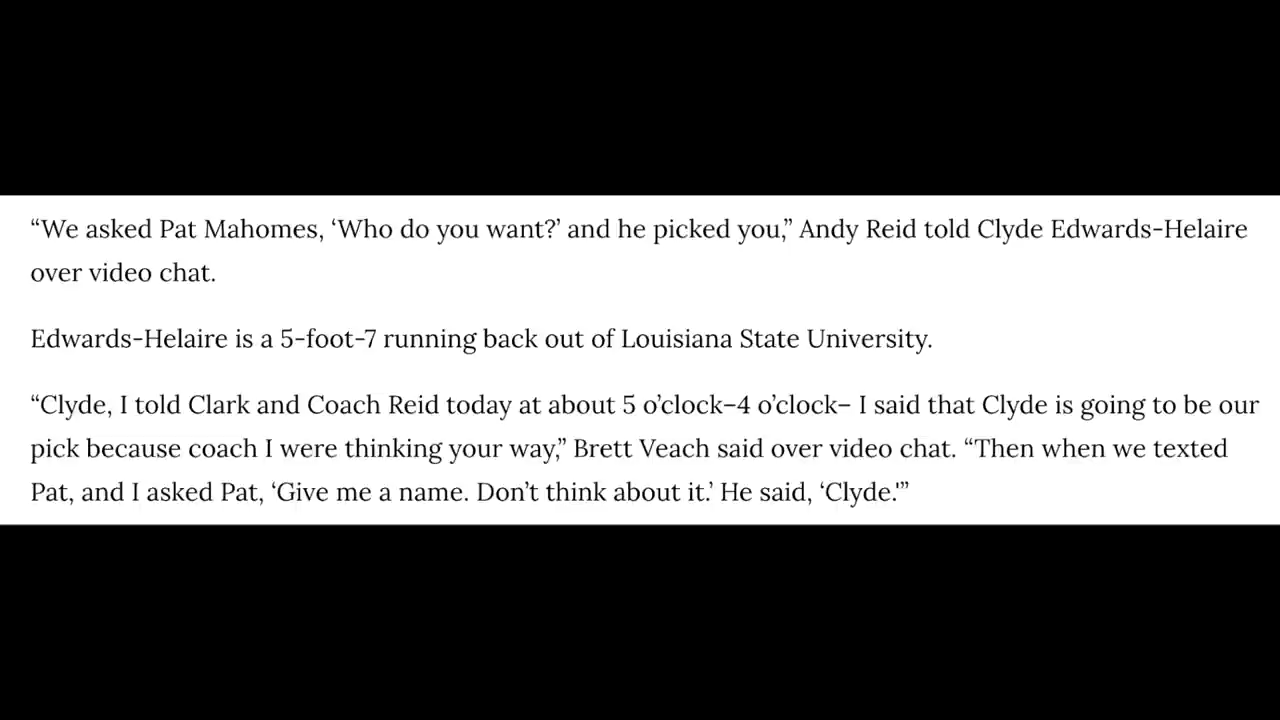 “We asked Pat Mahomes, ‘Who do you want?’ and he picked you,” Andy Reid told Clyde Edwards-Helaire
over video chat.
Edwards-Helaire is a 5-foot-7 running back out of Louisiana State University.
“Clyde, I told Clark and Coach Reid today at about 5 o’clock–4 o’clock– I said that Clyde is going to be our
pick because coach I were thinking your way,” Brett Veach said over video chat. “Then when we texted
Pat, and I asked Pat, ‘Give me a name. Don’t think about it.’ He said, ‘Clyde.'”